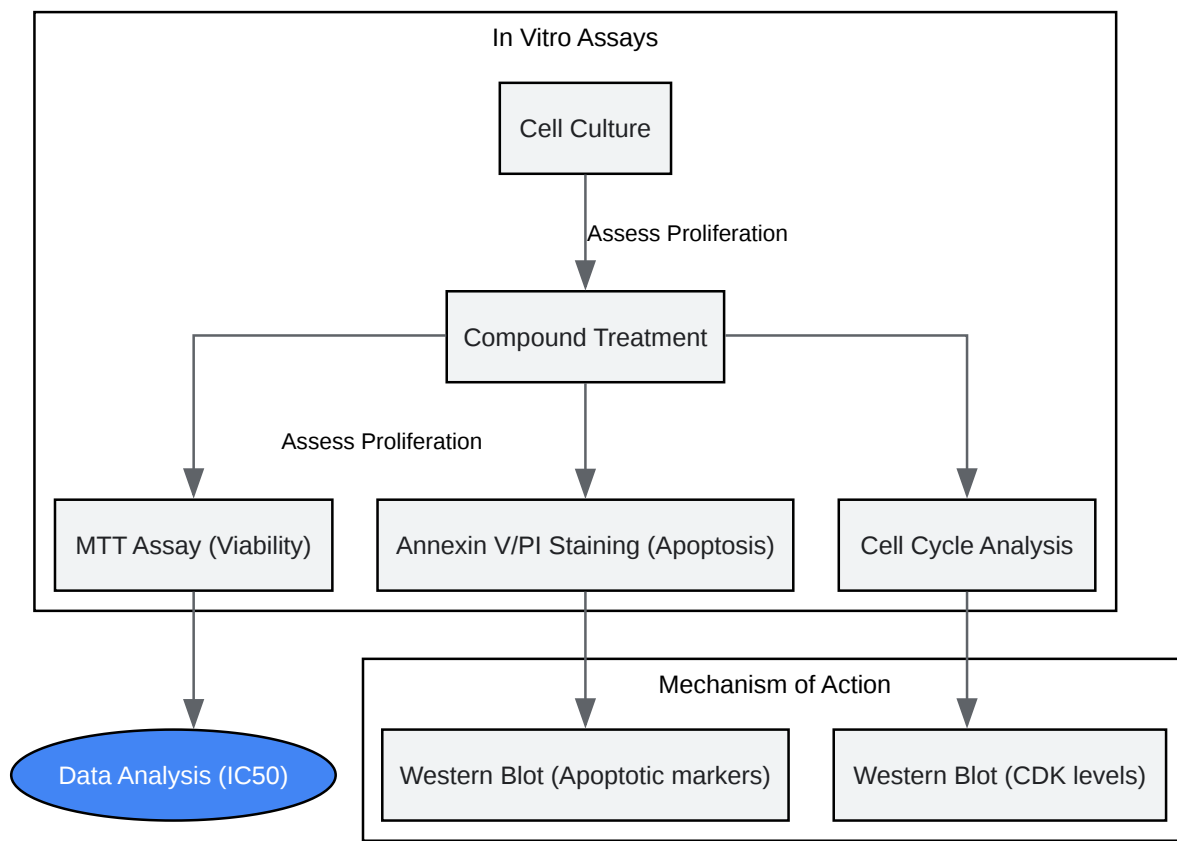 In Vitro Assays
Cell Culture
Assess Proliferation
Compound Treatment
Assess Proliferation
MTT Assay (Viability)
Annexin V/PI Staining (Apoptosis)
Cell Cycle Analysis
Mechanism of Action
Data Analysis (IC50)
Western Blot (Apoptotic markers)
Western Blot (CDK levels)